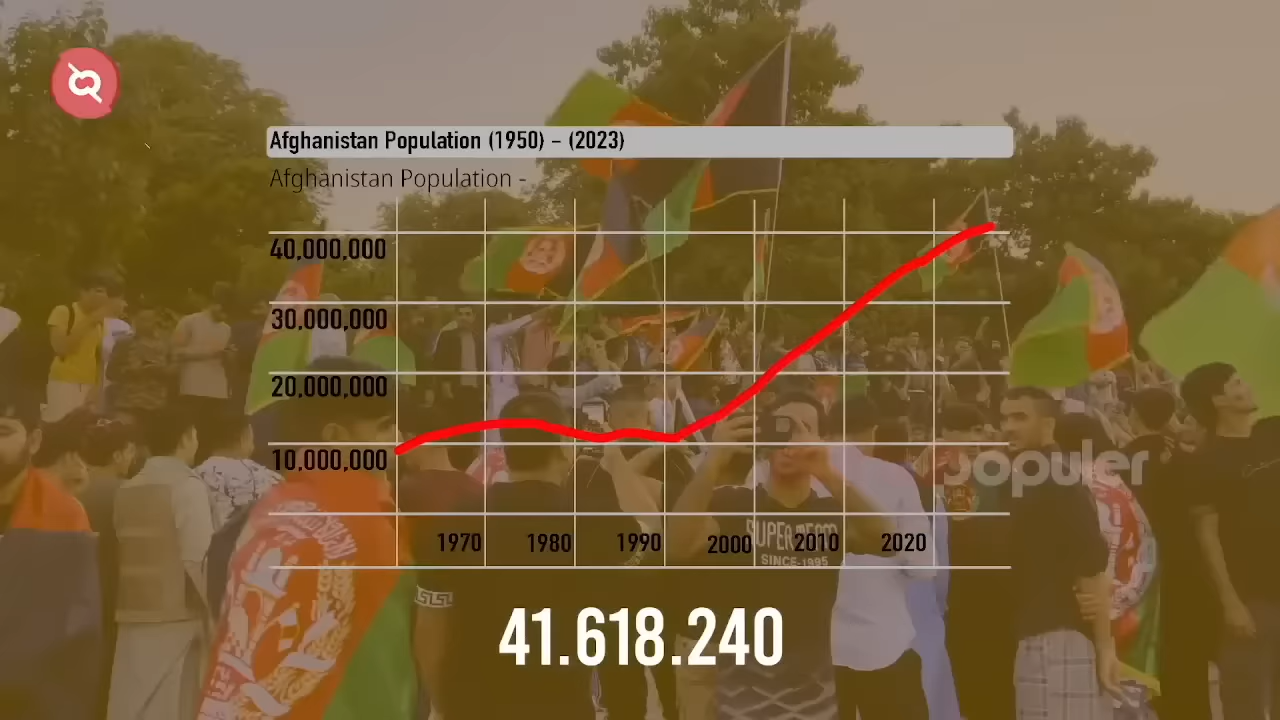 Afghanistan Population (1950) - (2023)
Afghanistan Population -
40,000,000
30,000,000
20,000,000
10,000,000
1970 1980 1990 2000 2010 2020
SUPER
SINCE-1995
populer
41.618.240